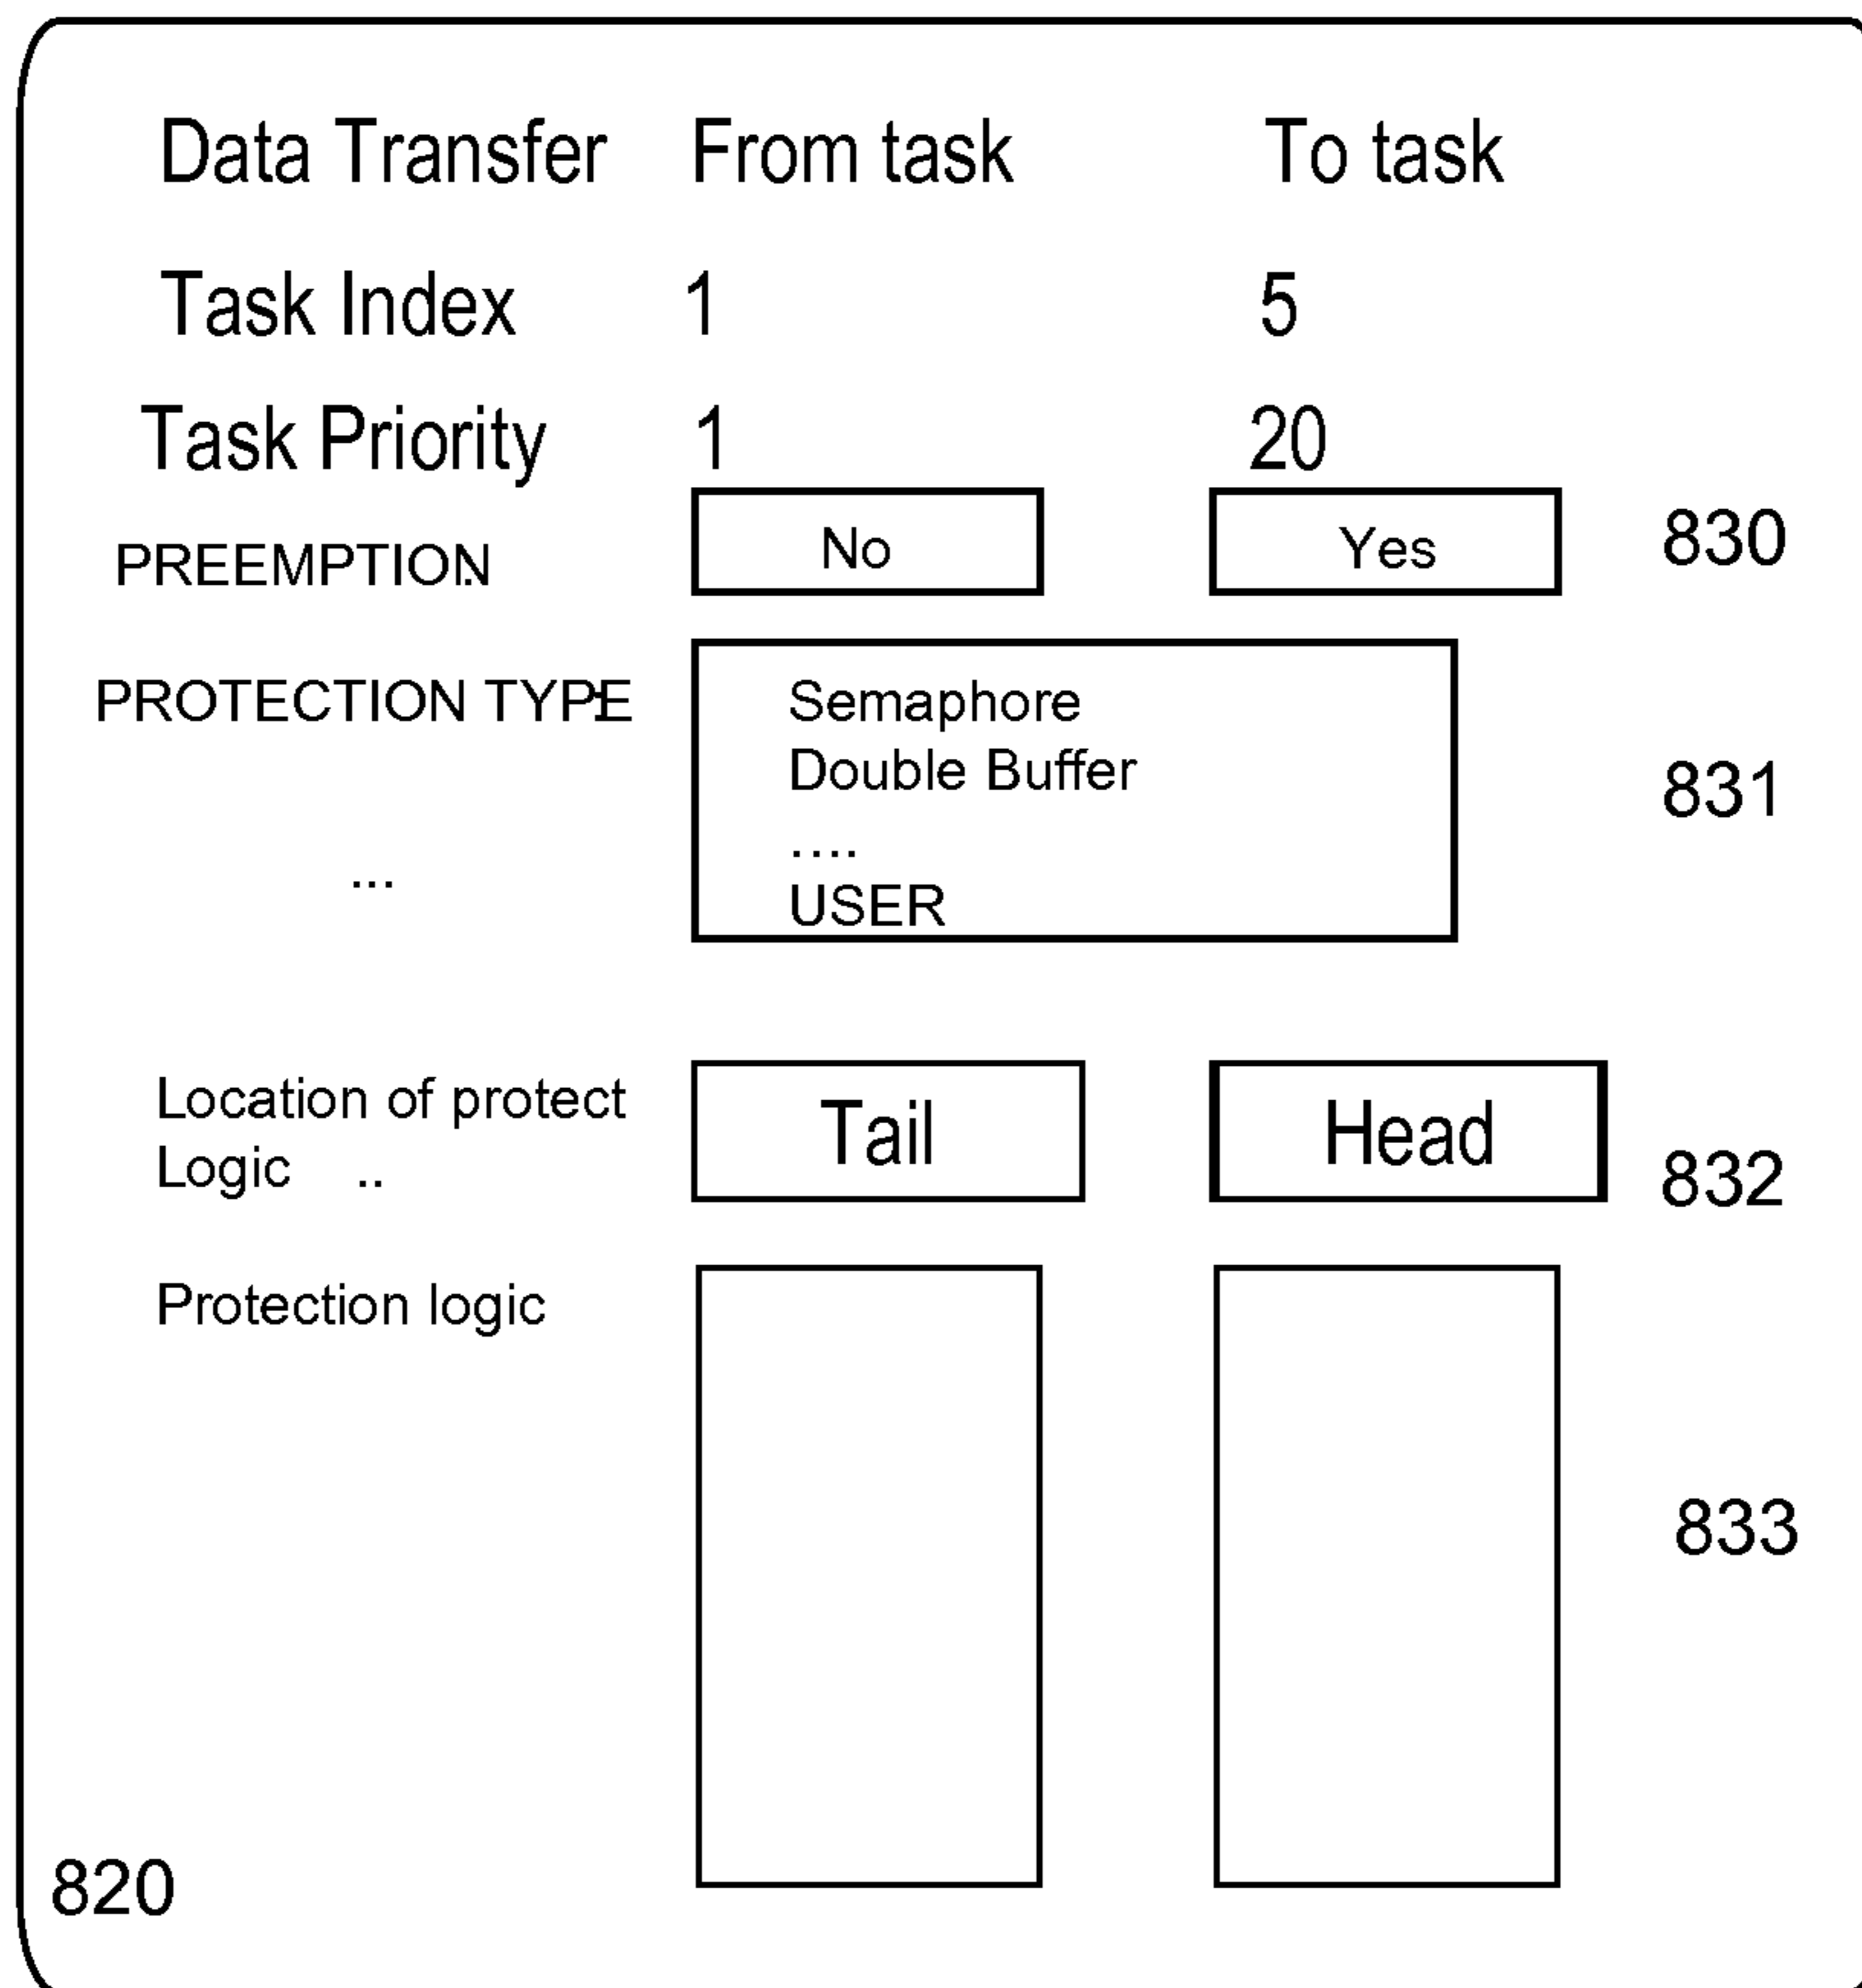 Data Transfer From task To task
Task Index 1 5
Task Priority 1 20
PREEMPTION. No Yes 830
PROTECTION TYPE: Semaphore
Double Buffer
831
....
...
USER
Location of protect
Logic ..
Tail Head
832
Protection logic
833
820